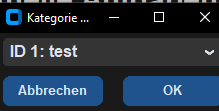 Kategorie ...
ID 1: test
Abbrechen OK